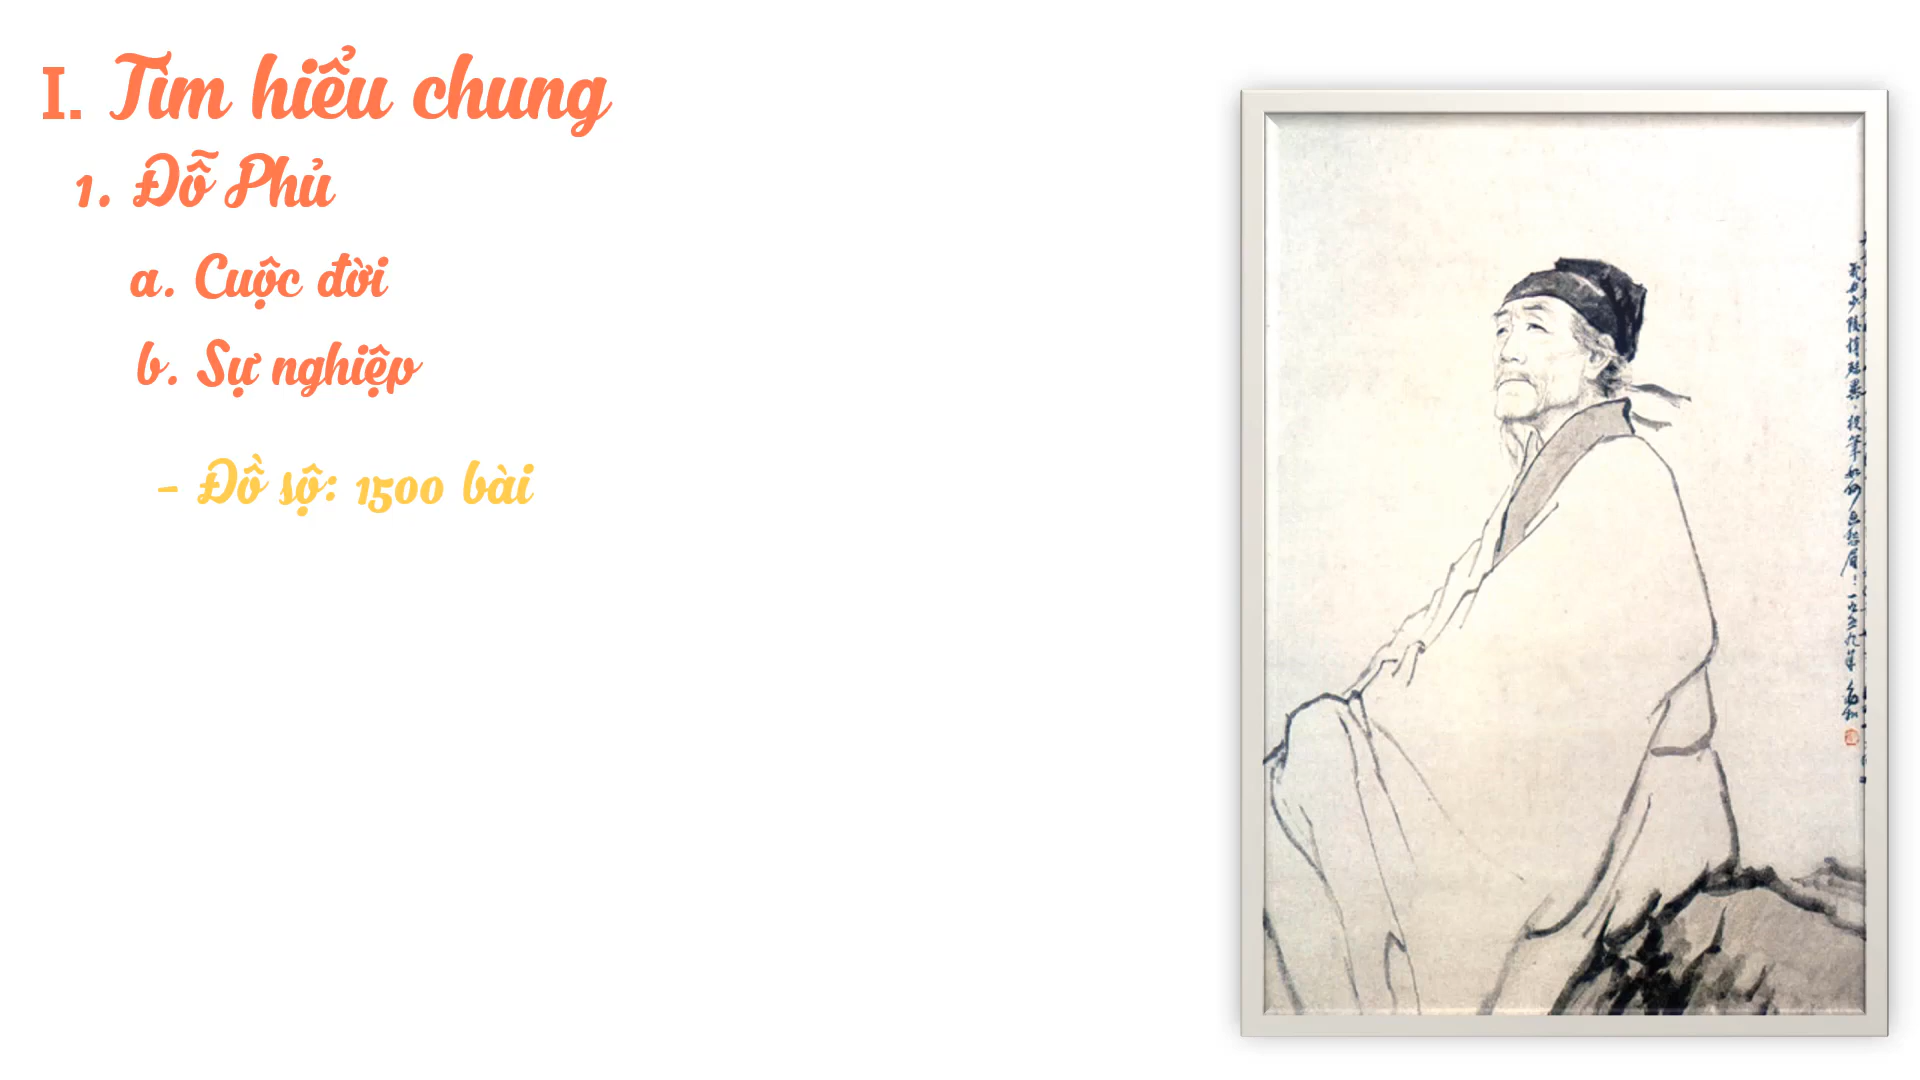 I. Tìm hiểu chung
1. Đỗ Phủ
a. Cuộc đời
b. Sự nghiệp
- Đồ sộ: 1500 bài